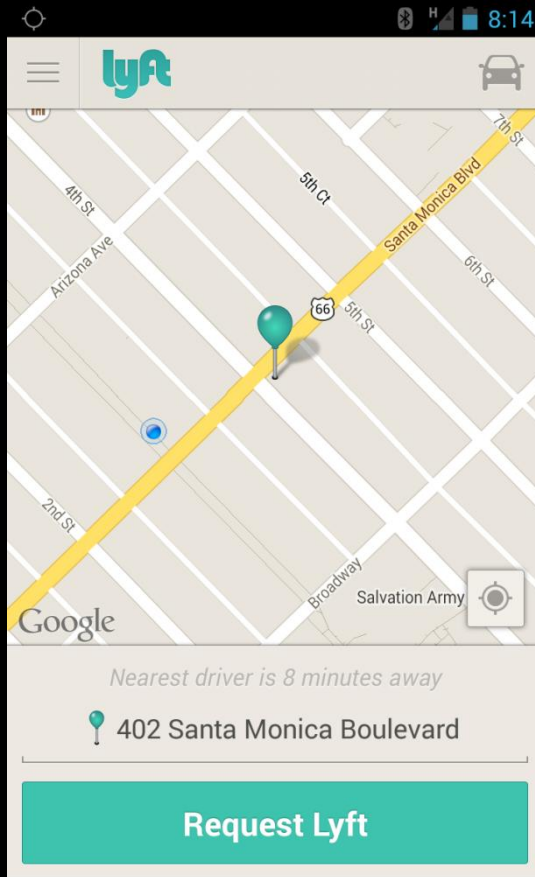 H
8:14
lyft
7th St
5th Ct
4th St
Santa Monica Blvd
Arizona Ave
6th St
66
5th St
2nd St
Broadway
Salvation Army
Google
Nearest driver is 8 minutes away
402 Santa Monica Boulevard
Request Lyft